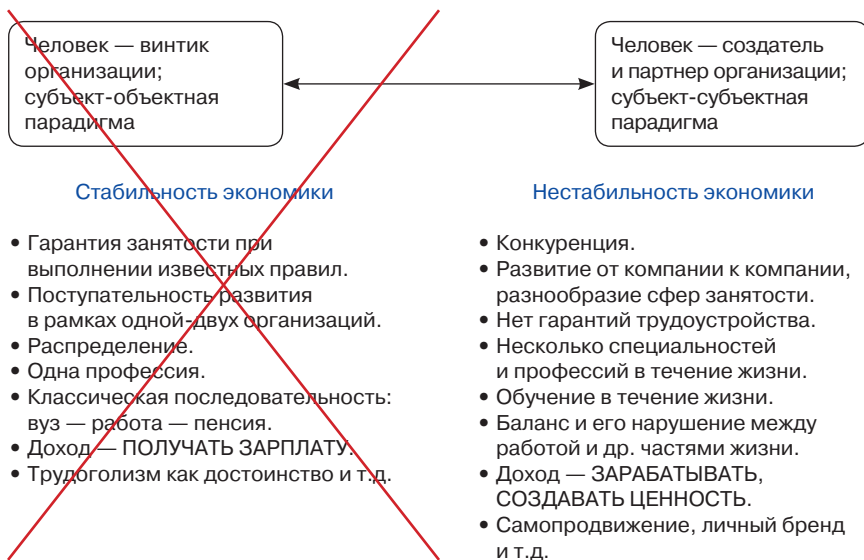 Человек — винтик
организации;
субъект-объектная
парадигма
Человек — создатель
и партнер организации;
субъект-субъектная
парадигма
Стабильность экономики
• Гарантия занятости при
выполнении известных правил.
• Поступательность развития
в рамках одной-двух организаций.
• Распределение.
• Одна профессия.
• Классическая последовательность:
вуз — работа — пенсия.
• Доход — ПОЛУЧАТЬ ЗАРПЛАТУ.
• Трудоголизм как достоинство и т.д.
Нестабильность экономики
• Конкуренция.
• Развитие от компании к компании,
разнообразие сфер занятости.
• Нет гарантий трудоустройства.
• Несколько специальностей
и профессий в течение жизни.
• Обучение в течение жизни.
• Баланс и его нарушение между
работой и др. частями жизни.
• Доход — ЗАРАБАТЫВАТЬ,
СОЗДАВАТЬ ЦЕННОСТЬ.
• Самопродвижение, личный бренд
и т.д.